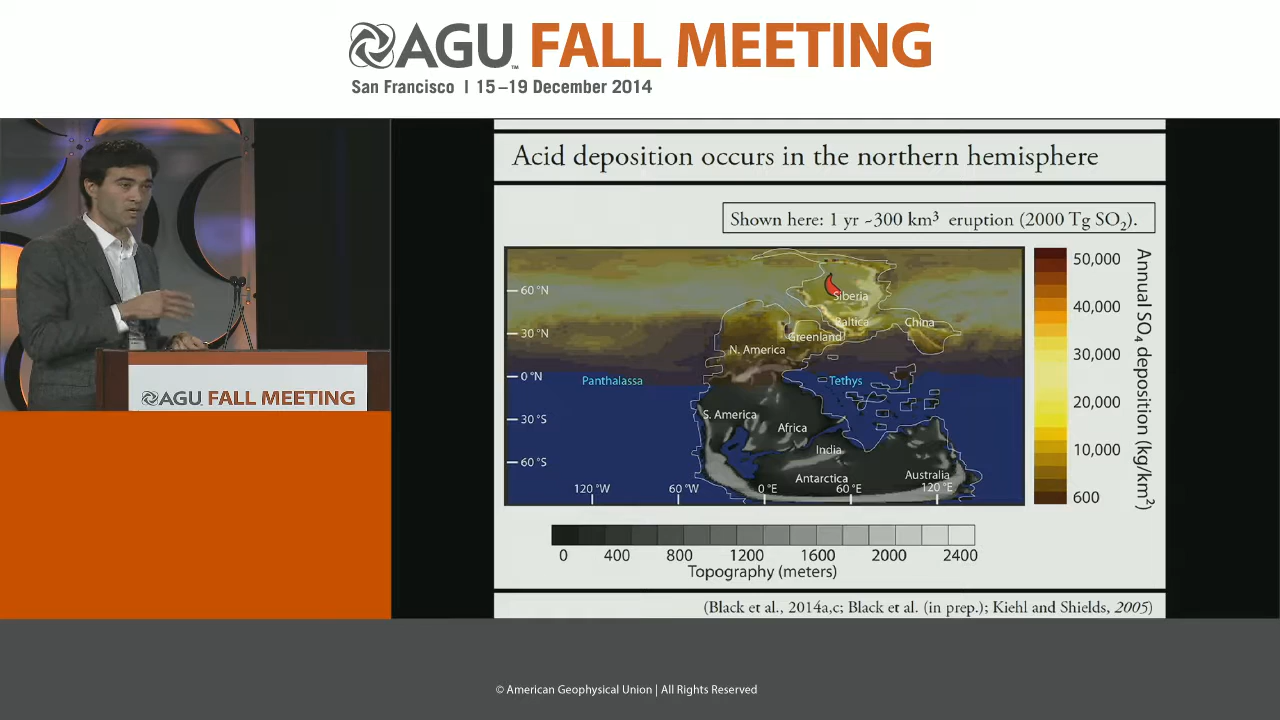 AGU™ FALL MEETING
San Francisco | 15–19 December 2014
Acid deposition occurs in the northern hemisphere
Shown here: 1 yr ~300 km³ eruption (2000 Tg SO₂).
60 °N
30 °N
0 °N
30 °S
60 °S
Siberia
Baltica
China
Greenland
N. America
Panthalassa
Tethys
S. America
Africa
India
Australia
Antarctica
120 °W
60 °W
0 °E
60 °E
120 °E
50,000
40,000
30,000
20,000
10,000
600
Annual SO₄ deposition (kg/km²)
0 400 800 1200 1600 2000 2400
Topography (meters)
(Black et al., 2014a,c; Black et al. (in prep.); Kiehl and Shields, 2005)
AGU FALL MEETING
© American Geophysical Union | All Rights Reserved